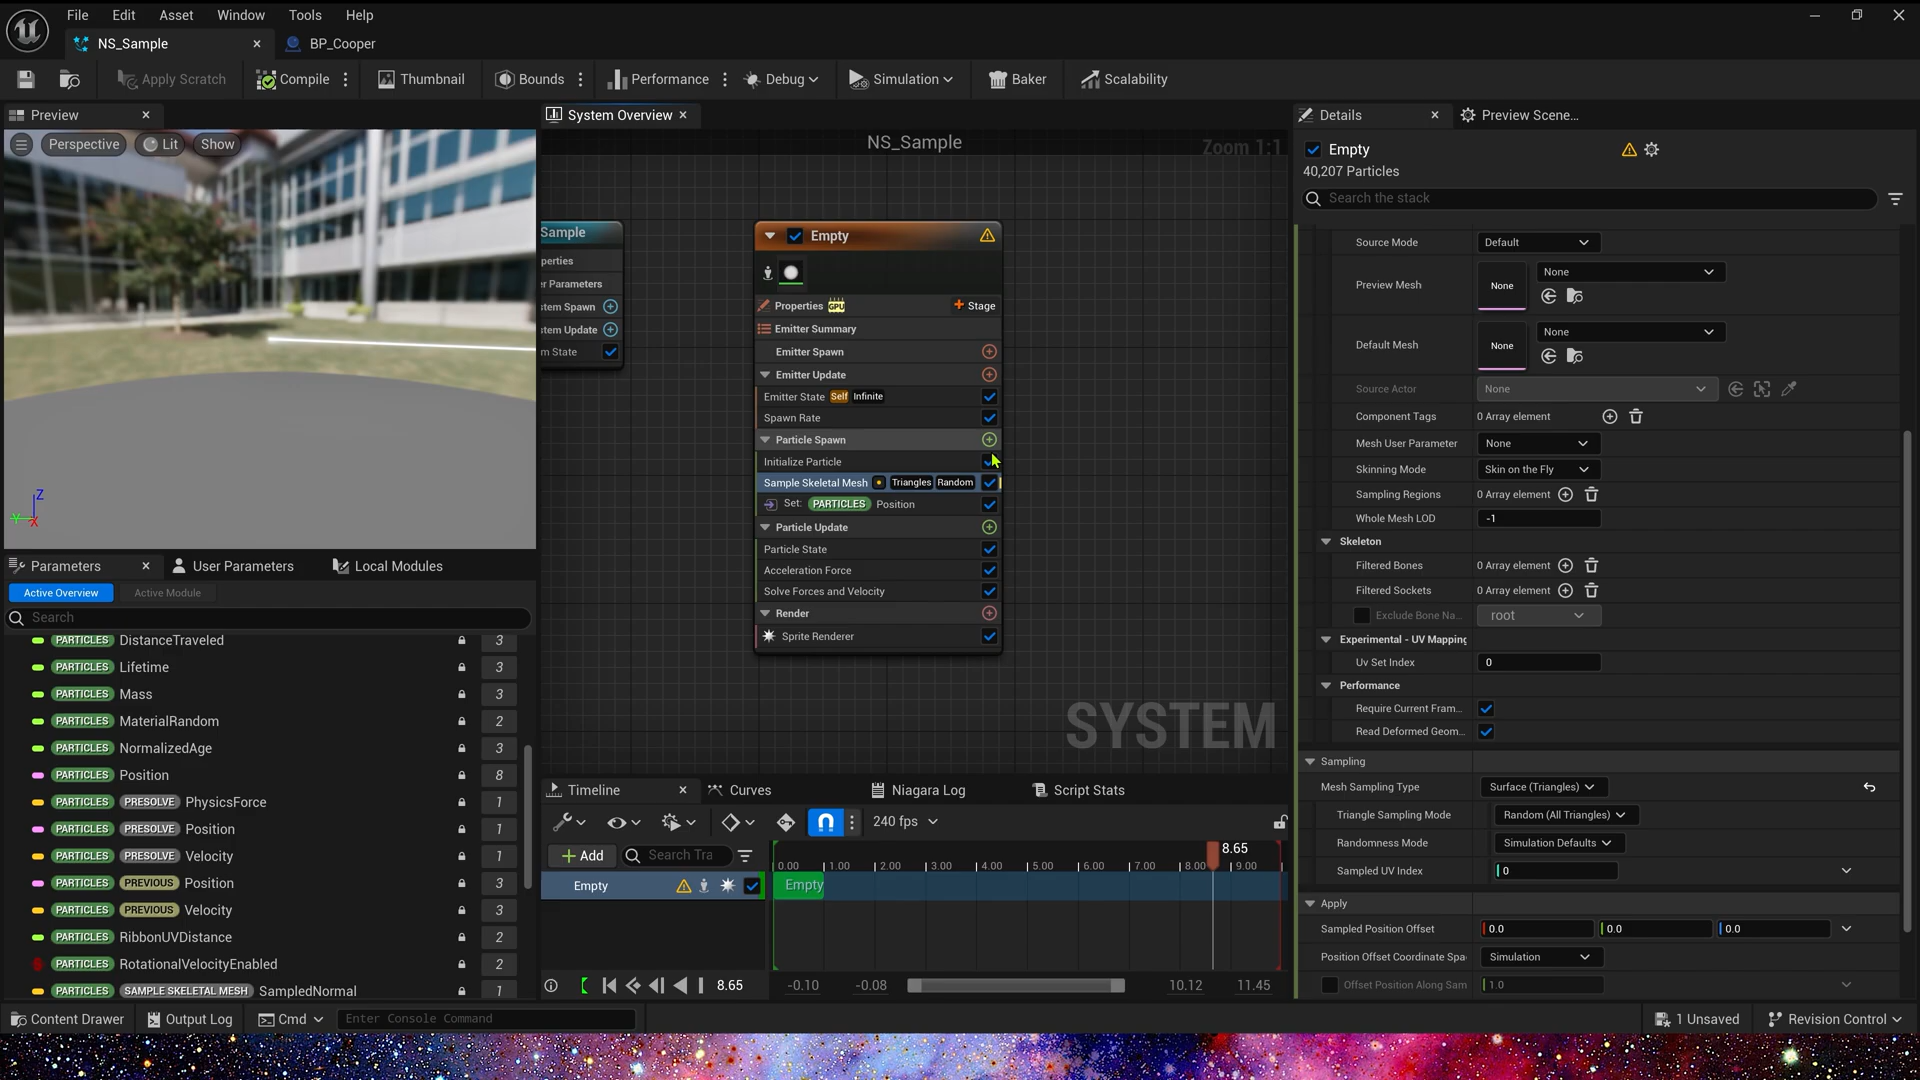 File Edit Asset Window Tools Help
NS_Sample BP_Cooper
Apply Scratch Compile Thumbnail Bounds Performance Debug Simulation Baker Scalability
Preview
Perspective Lit Show
Z
Y
X
Parameters User Parameters Local Modules
Active Overview Active Module
Search
PARTICLES DistanceTraveled 3
PARTICLES Lifetime 3
PARTICLES Mass 3
PARTICLES MaterialRandom 2
PARTICLES NormalizedAge 3
PARTICLES Position 8
PARTICLES PRESOLVE PhysicsForce 1
PARTICLES PRESOLVE Position 1
PARTICLES PRESOLVE Velocity 1
PARTICLES PREVIOUS Position 3
PARTICLES PREVIOUS Velocity 3
PARTICLES RibbonUVDistance 2
PARTICLES RotationalVelocityEnabled 2
PARTICLES SAMPLE SKELETAL MESH SampledNormal 1
System Overview
NS_Sample
Zoom 1:1
Sample
perties
r Parameters
tem Spawn
tem Update
m State
Empty
Properties GPU Stage
Emitter Summary
Emitter Spawn
Emitter Update
Emitter State Self Infinite
Spawn Rate
Particle Spawn
Initialize Particle
Sample Skeletal Mesh Triangles Random
Set: PARTICLES Position
Particle Update
Particle State
Acceleration Force
Solve Forces and Velocity
Render
Sprite Renderer
SYSTEM
Timeline Curves Niagara Log Script Stats
240 fps
Add Search Tra
8.65
0.00 1.00 2.00 3.00 4.00 5.00 6.00 7.00 8.00 9.00
Empty Empty
8.65 -0.10 -0.08 10.12 11.45
Details Preview Scene...
Empty
40,207 Particles
Search the stack
Source Mode Default
Preview Mesh None None
Default Mesh None None
Source Actor None
Component Tags 0 Array element
Mesh User Parameter None
Skinning Mode Skin on the Fly
Sampling Regions 0 Array element
Whole Mesh LOD -1
Skeleton
Filtered Bones 0 Array element
Filtered Sockets 0 Array element
Exclude Bone Na... root
Experimental - UV Mapping
Uv Set Index 0
Performance
Require Current Fram...
Read Deformed Geom...
Sampling
Mesh Sampling Type Surface (Triangles)
Triangle Sampling Mode Random (All Triangles)
Randomness Mode Simulation Defaults
Sampled UV Index 0
Apply
Sampled Position Offset 0.0 0.0 0.0
Position Offset Coordinate Spa Simulation
Offset Position Along Sam 1.0
Content Drawer Output Log Cmd Enter Console Command 1 Unsaved Revision Control